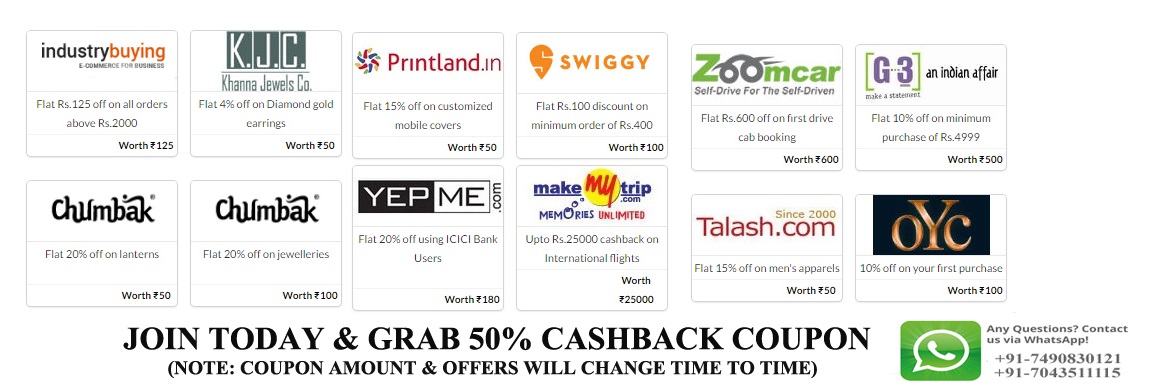 industrybuying
E-COMMERCE FOR BUSINESS
Flat Rs.125 off on all orders
above Rs.2000
Worth ₹125
K.J.C.
Khanna Jewels Co.
Flat 4% off on Diamond gold
earrings
Worth ₹50
Printland.in
Flat 15% off on customized
mobile covers
Worth ₹50
SWIGGY
Flat Rs.100 discount on
minimum order of Rs.400
Worth ₹100
Zoomcar
Self-Drive For The Self-Driven
Flat Rs.600 off on first drive
cab booking
Worth ₹600
G-3 an indian affair
make a statement
Flat 10% off on minimum
purchase of Rs.4999
Worth ₹500
Chumbak
Flat 20% off on lanterns
Worth ₹50
Chumbak
Flat 20% off on jewelleries
Worth ₹100
YEPME.com
Flat 20% off using ICICI Bank
Users
Worth ₹180
make my trip
.com
MEMORIES UNLIMITED
Upto Rs.25000 cashback on
International flights
Worth
₹25000
Since 2000
Talash.com
Flat 15% off on men's apparels
Worth ₹50
OYC
10% off on your first purchase
Worth ₹100
JOIN TODAY & GRAB 50% CASHBACK COUPON
(NOTE: COUPON AMOUNT & OFFERS WILL CHANGE TIME TO TIME)
Any Questions? Contact
us via WhatsApp!
+91-7490830121
+91-7043511115